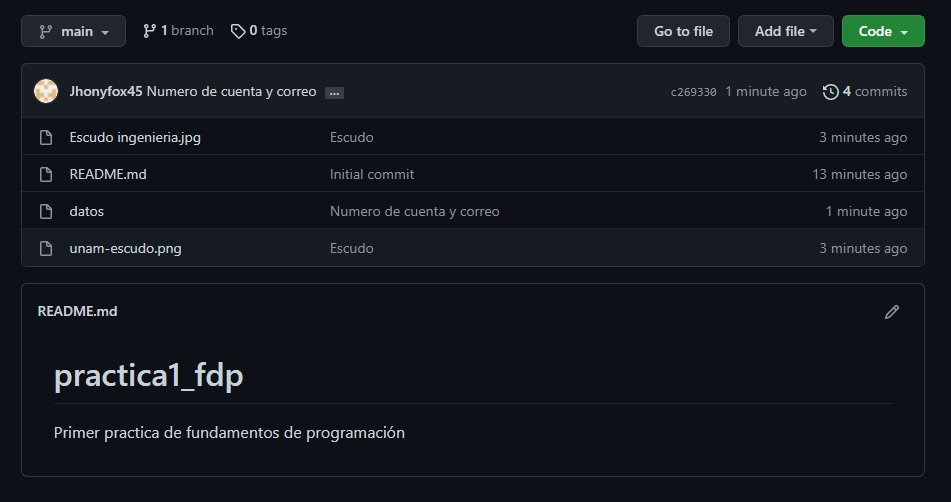 main 1 branch 0 tags Go to file Add file Code
Jhonyfox45 Numero de cuenta y correo ... c269330 1 minute ago 4 commits
Escudo ingenieria.jpg Escudo 3 minutes ago
README.md Initial commit 13 minutes ago
datos Numero de cuenta y correo 1 minute ago
unam-escudo.png Escudo 3 minutes ago
README.md
practica1_fdp
Primer practica de fundamentos de programación